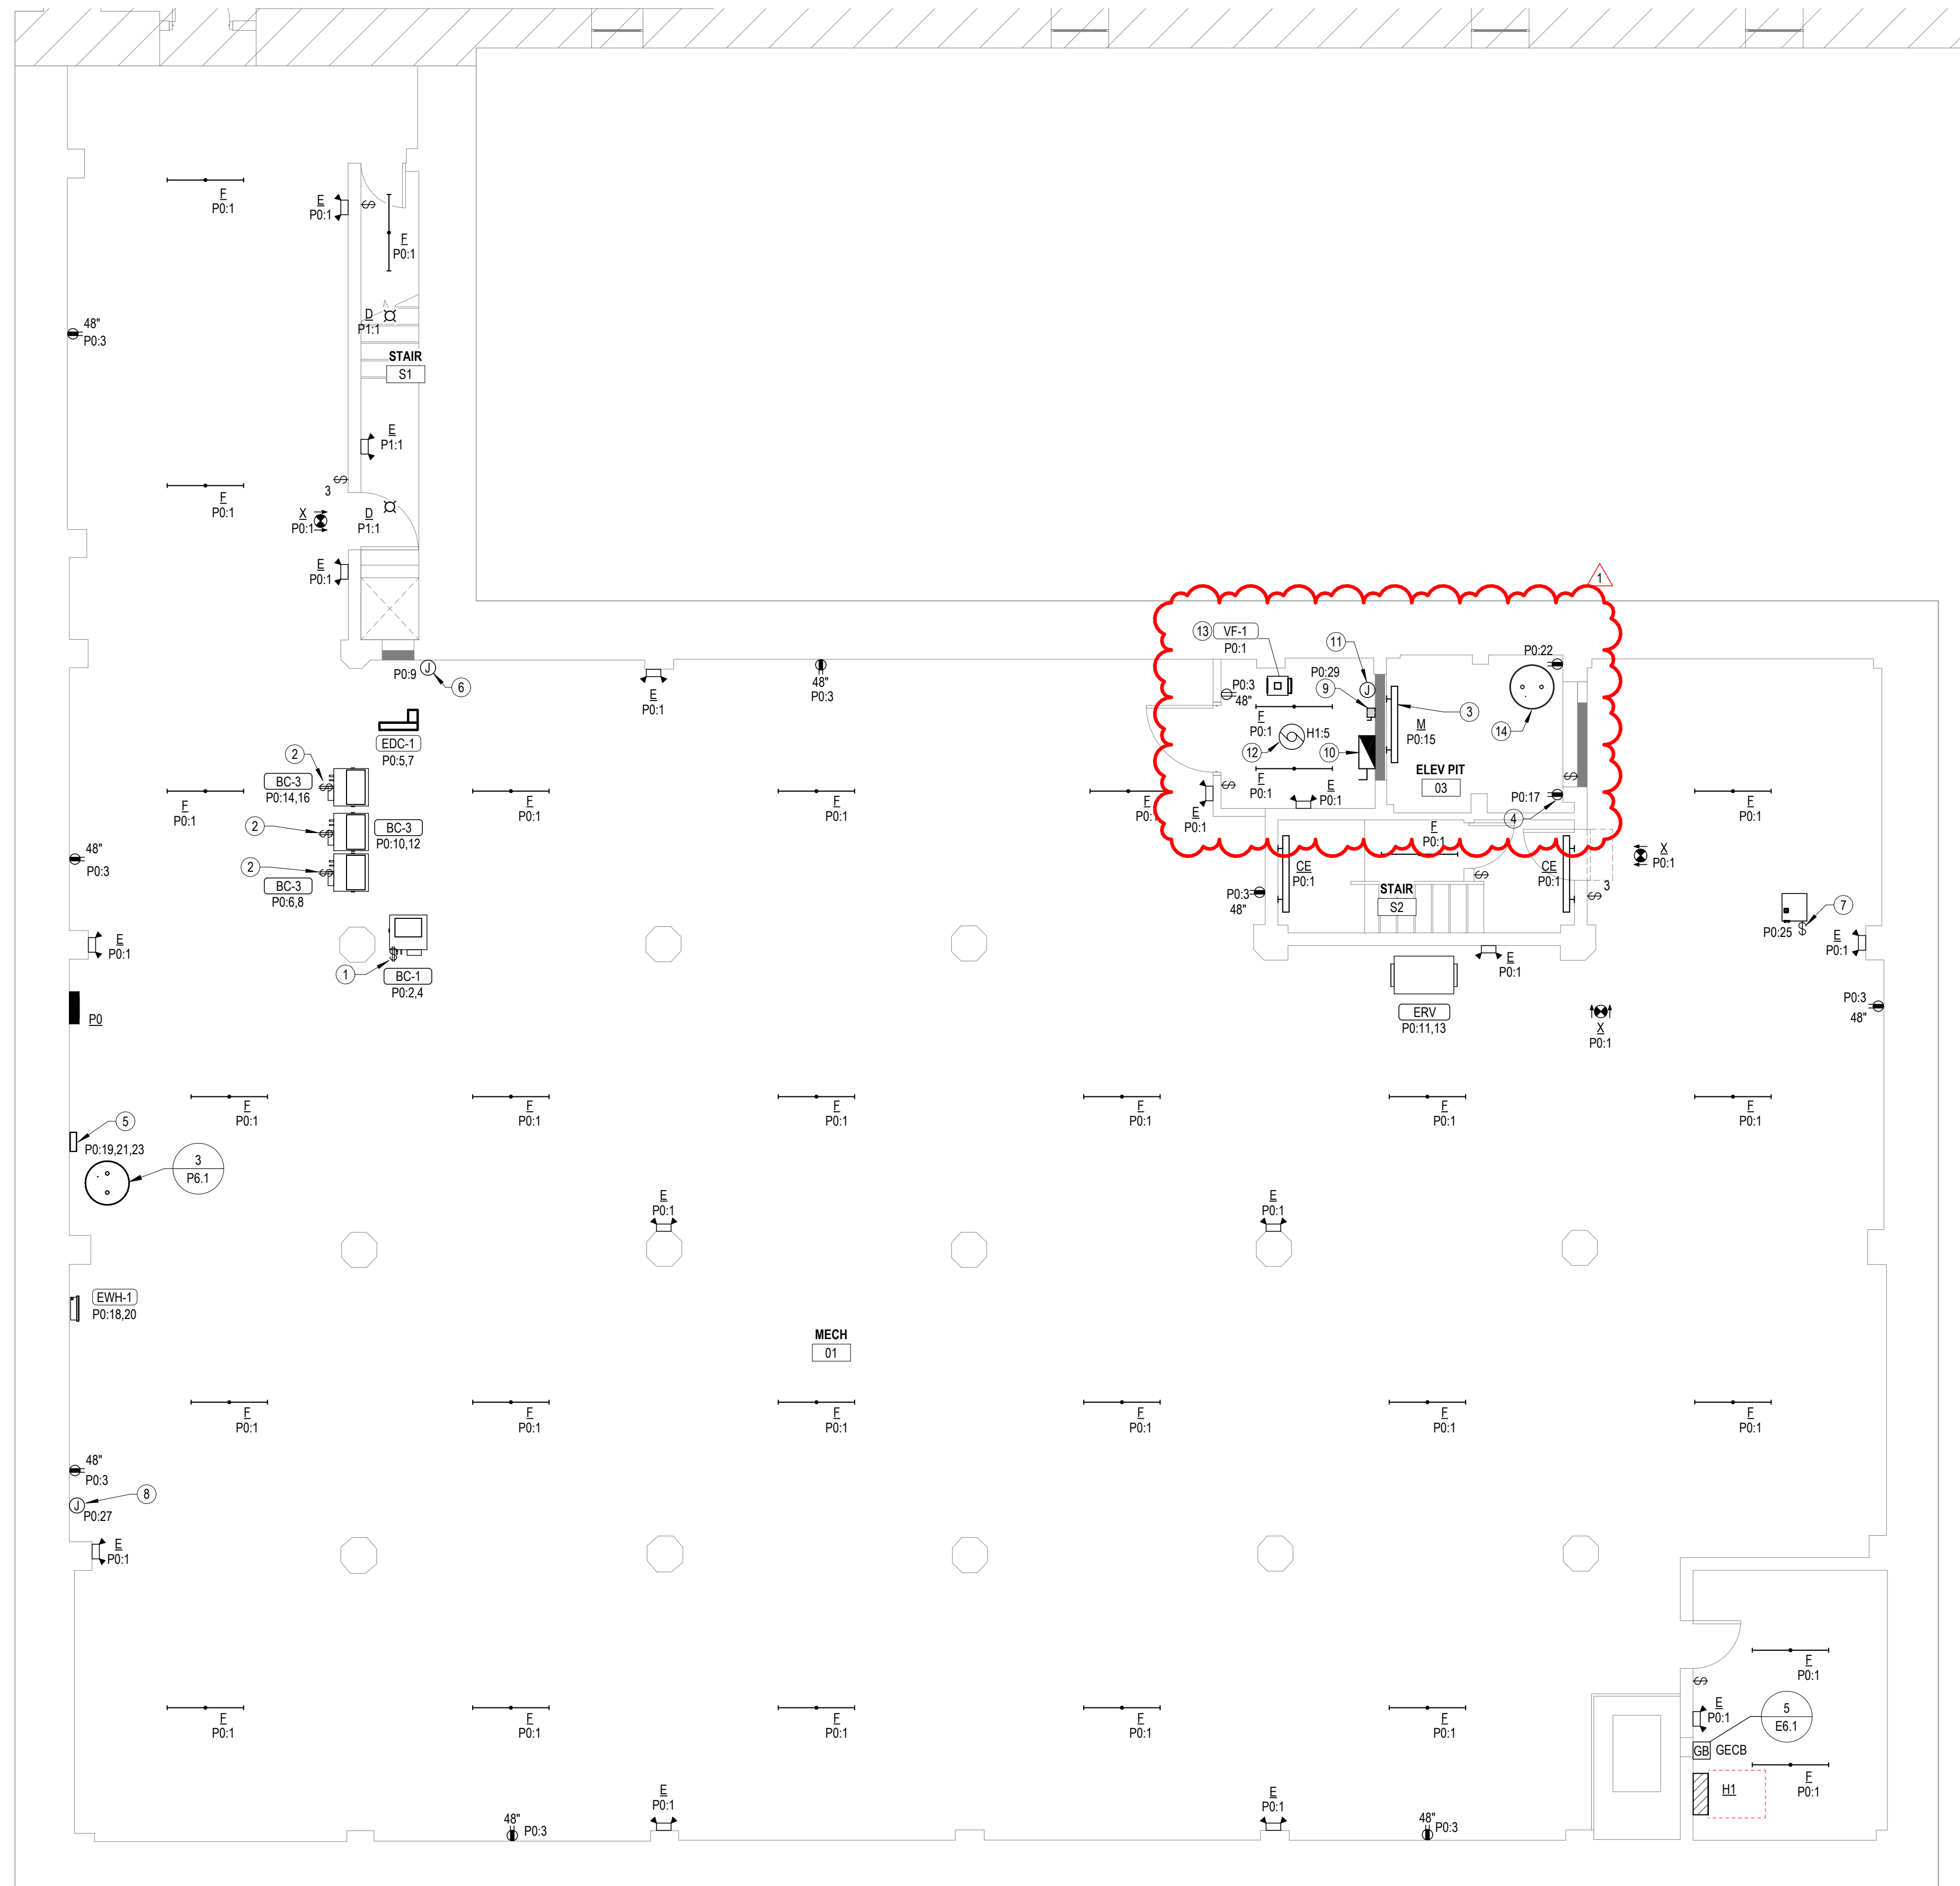 F
P0:1
E
P0:1
F
P0:1
D
P1:1
48"
P0:3
STAIR
S1
E
P1:1
3
F
P0:1
X
P0:1
D
P1:1
E
P0:1
1
P0:9
J
6
E
P0:1
48"
P0:3
13
VF-1
P0:1
11
P0:29
J
9
P0:3
48"
F
P0:1
H1:5
12
10
3
M
P0:15
P0:22
14
ELEV PIT
03
P0:17
4
F
P0:1
E
P0:1
E
P0:1
F
P0:1
EDC-1
P0:5,7
2
BC-3
P0:14,16
2
BC-3
P0:10,12
2
BC-3
P0:6,8
F
P0:1
F
P0:1
F
P0:1
F
F
P0:1
48"
P0:3
CE
P0:1
CE
P0:1
X
P0:1
P0:3
48"
STAIR
S2
3
7
P0:25
E
P0:1
E
P0:1
1
BC-1
P0:2,4
E
P0:1
P0:3
48"
P0
ERV
P0:11,13
X
P0:1
F
P0:1
F
P0:1
F
P0:1
F
P0:1
F
P0:1
F
P0:1
5
P0:19,21,23
3
P6.1
E
P0:1
E
P0:1
EWH-1
P0:18,20
MECH
01
F
P0:1
F
P0:1
F
P0:1
F
P0:1
F
P0:1
F
P0:1
48"
P0:3
J
8
P0:27
E
P0:1
F
P0:1
F
P0:1
F
P0:1
F
P0:1
F
P0:1
F
P0:1
E
P0:1
5
E6.1
GB
GECB
H1
F
P0:1
E
P0:1
E
P0:1
48"
P0:3
48"
P0:3